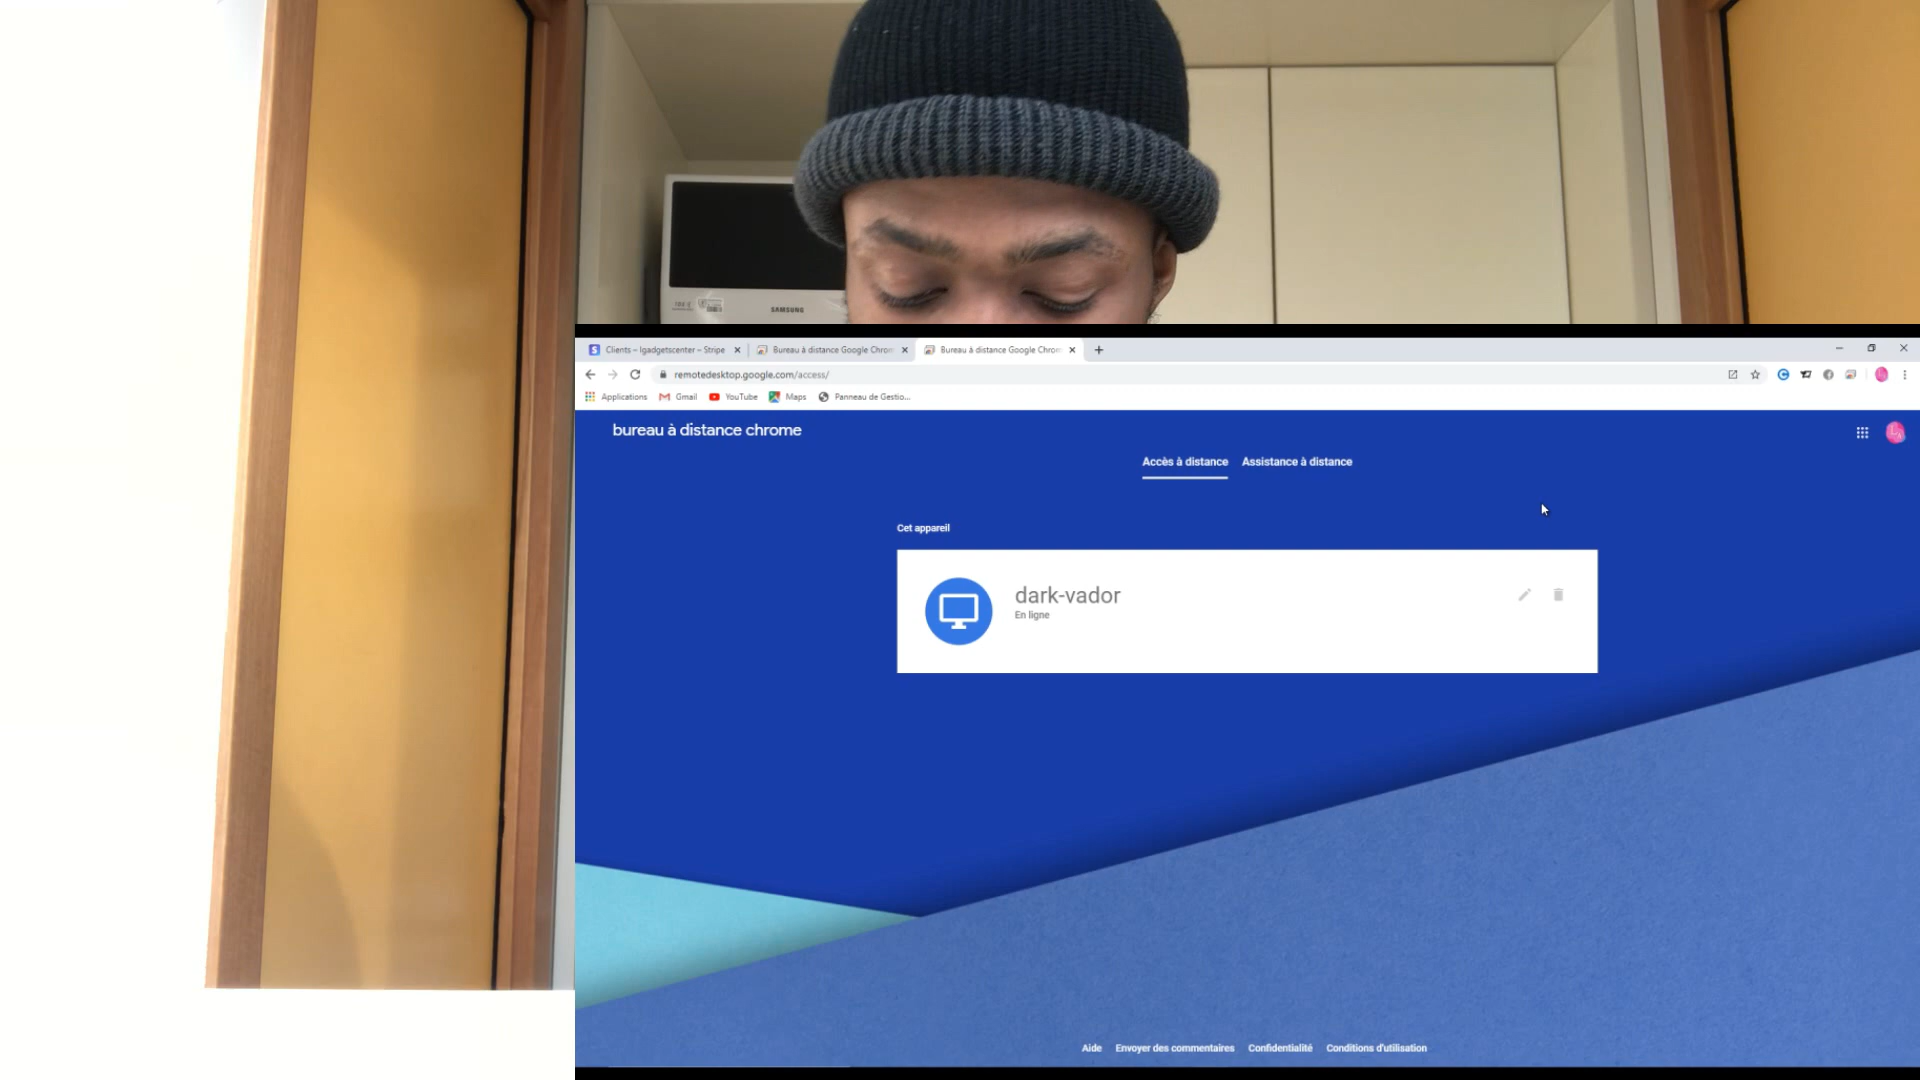 SAMSUNG
Clients – lgadgetscenter – Stripe
Bureau à distance Google Chrom
Bureau à distance Google Chrom
remotedesktop.google.com/access/
Applications
Gmail
YouTube
Maps
Panneau de Gestio...
bureau à distance chrome
Accès à distance
Assistance à distance
Cet appareil
dark-vador
En ligne
Aide
Envoyer des commentaires
Confidentialité
Conditions d'utilisation